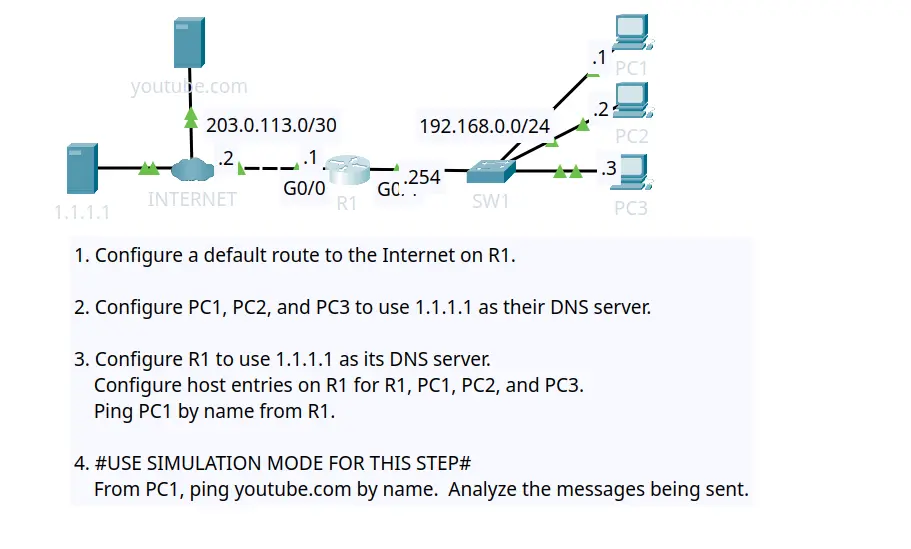 youtube.com
203.0.113.0/30
192.168.0.0/24
.1
PC1
.2
PC2
.3
PC3
.2
.1
G0/0
.254
INTERNET
R1
SW1
1.1.1.1
1. Configure a default route to the Internet on R1.
2. Configure PC1, PC2, and PC3 to use 1.1.1.1 as their DNS server.
3. Configure R1 to use 1.1.1.1 as its DNS server.
Configure host entries on R1 for R1, PC1, PC2, and PC3.
Ping PC1 by name from R1.
4. #USE SIMULATION MODE FOR THIS STEP#
From PC1, ping youtube.com by name. Analyze the messages being sent.